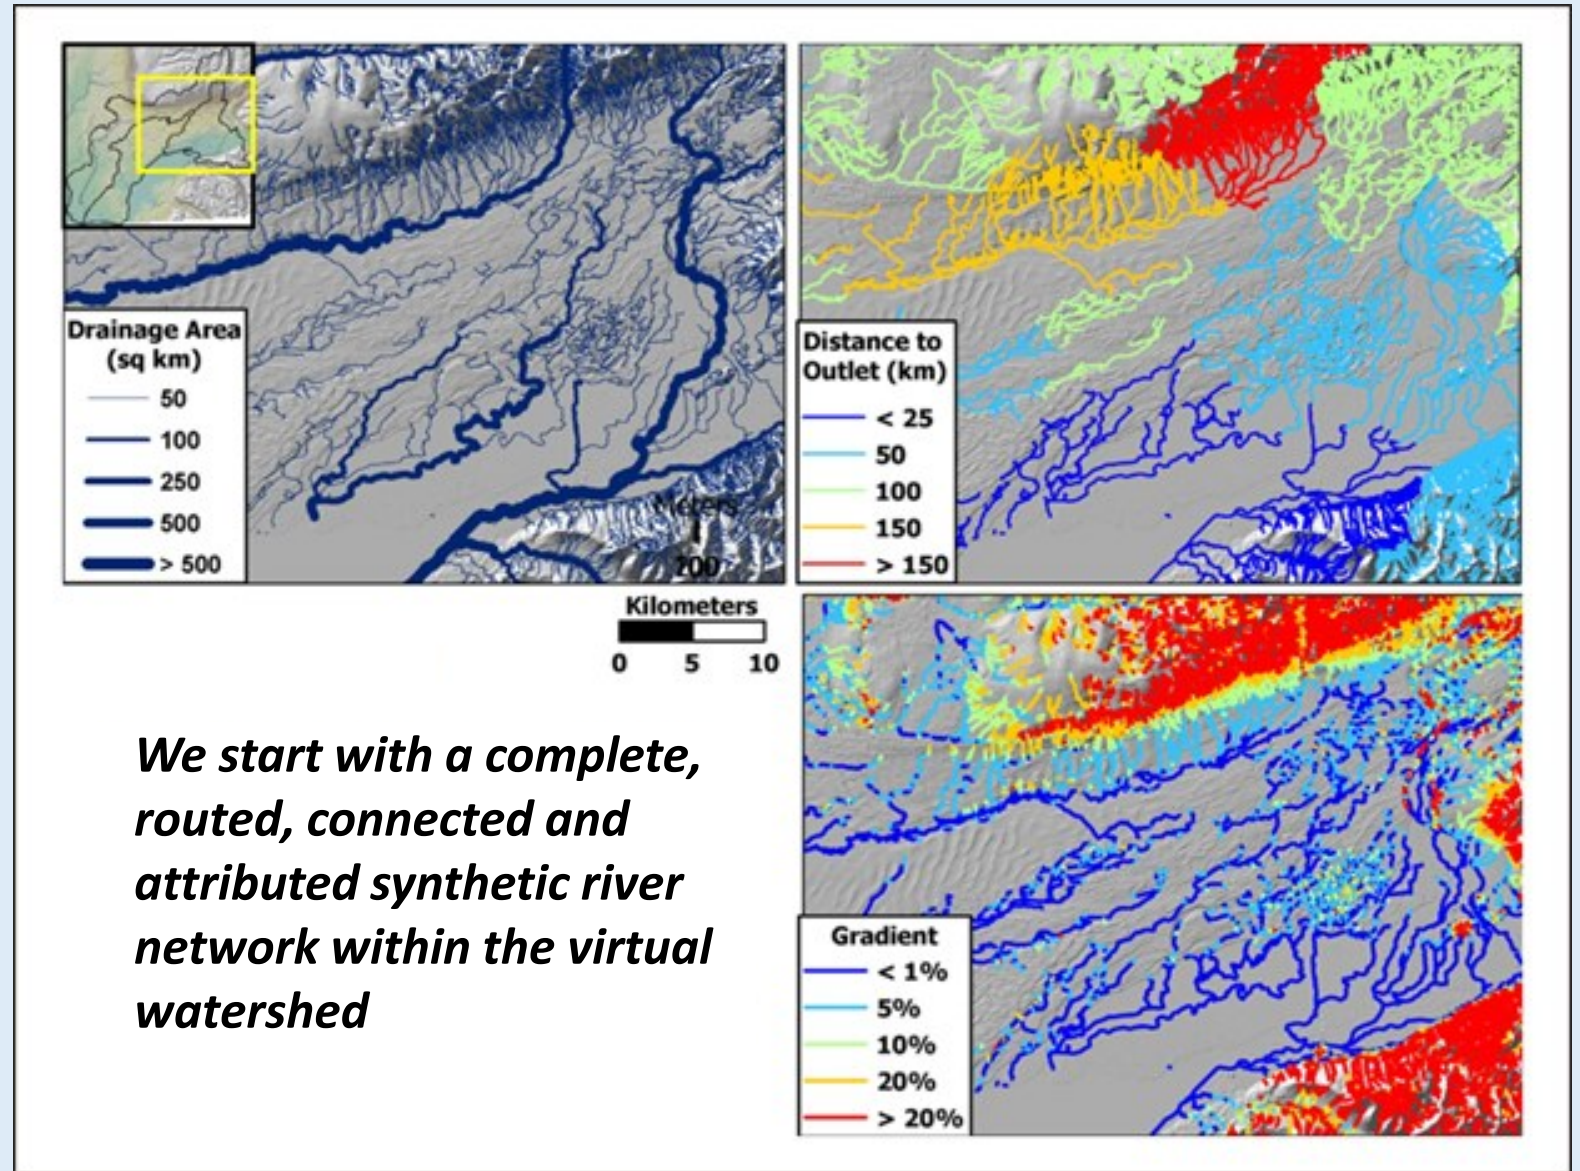 Drainage Area
(sq km)
50
100
250
500
> 500
Meters
200
Kilometers
0 5 10
Distance to
Outlet (km)
< 25
50
100
150
> 150
We start with a complete,
routed, connected and
attributed synthetic river
network within the virtual
watershed
Gradient
< 1%
5%
10%
20%
> 20%